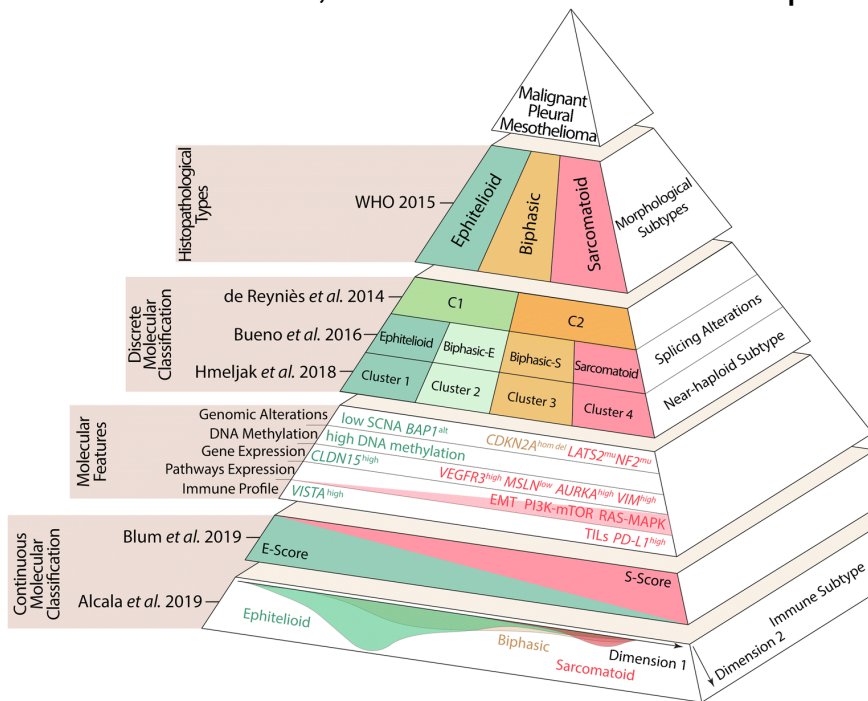 Malignant
Pleural
Mesothelioma
Histopathological
Types
WHO 2015
Ephitelioid
Biphasic
Sarcomatoid
Morphological
Subtypes
Discrete
Molecular
Classification
de Reyniès et al. 2014
C1
C2
Bueno et al. 2016
Ephitelioid
Biphasic-E
Biphasic-S
Sarcomatoid
Hmeljak et al. 2018
Cluster 1
Cluster 2
Cluster 3
Cluster 4
Splicing Alterations
Near-haploid Subtype
Molecular
Features
Genomic Alterations
DNA Methylation
Gene Expression
Pathways Expression
Immune Profile
low SCNA BAP1alt
CDKN2Ahom del LATS2mu NF2mu
high DNA methylation
CLDN15high
VEGFR3high MSLNlow AURKAhigh VIMhigh
EMT PI3K-mTOR RAS-MAPK
VISTAhigh
TILs PD-L1high
Continuous
Molecular
Classification
Blum et al. 2019
E-Score
S-Score
Alcala et al. 2019
Ephitelioid
Biphasic
Sarcomatoid
Dimension 1
Dimension 2
Immune Subtype